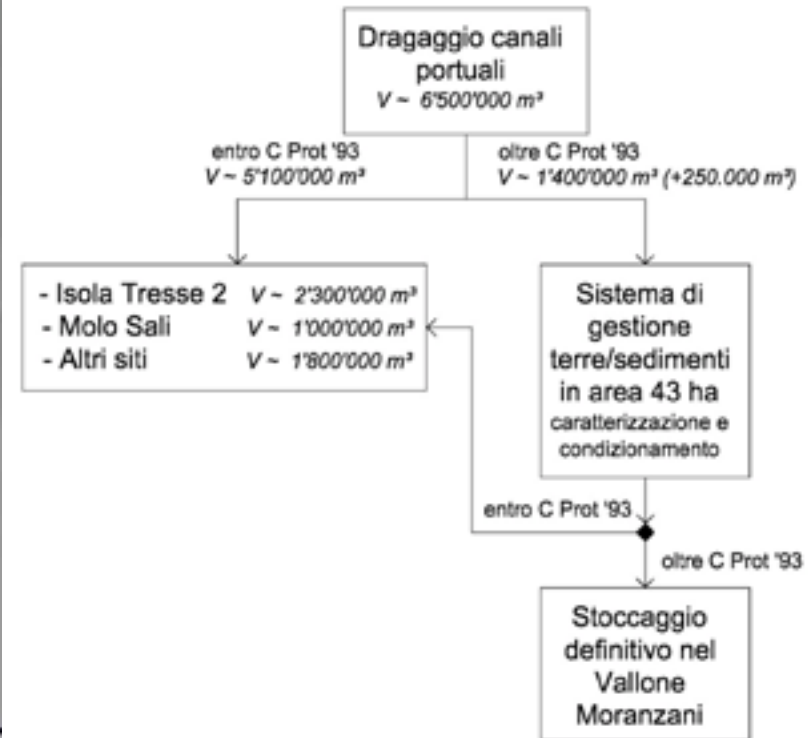 Dragaggio canali
portuali
V ~ 6'500'000 m³
entro C Prot '93
V ~ 5'100'000 m³
oltre C Prot '93
V ~ 1'400'000 m³ (+250.000 m³)
- Isola Tresse 2 V ~ 2'300'000 m³
- Molo Sali V ~ 1'000'000 m³
- Altri siti V ~ 1'800'000 m³
Sistema di
gestione
terre/sedimenti
in area 43 ha
caratterizzazione e
condizionamento
entro C Prot '93
oltre C Prot '93
Stoccaggio
definitivo nel
Vallone
Moranzani